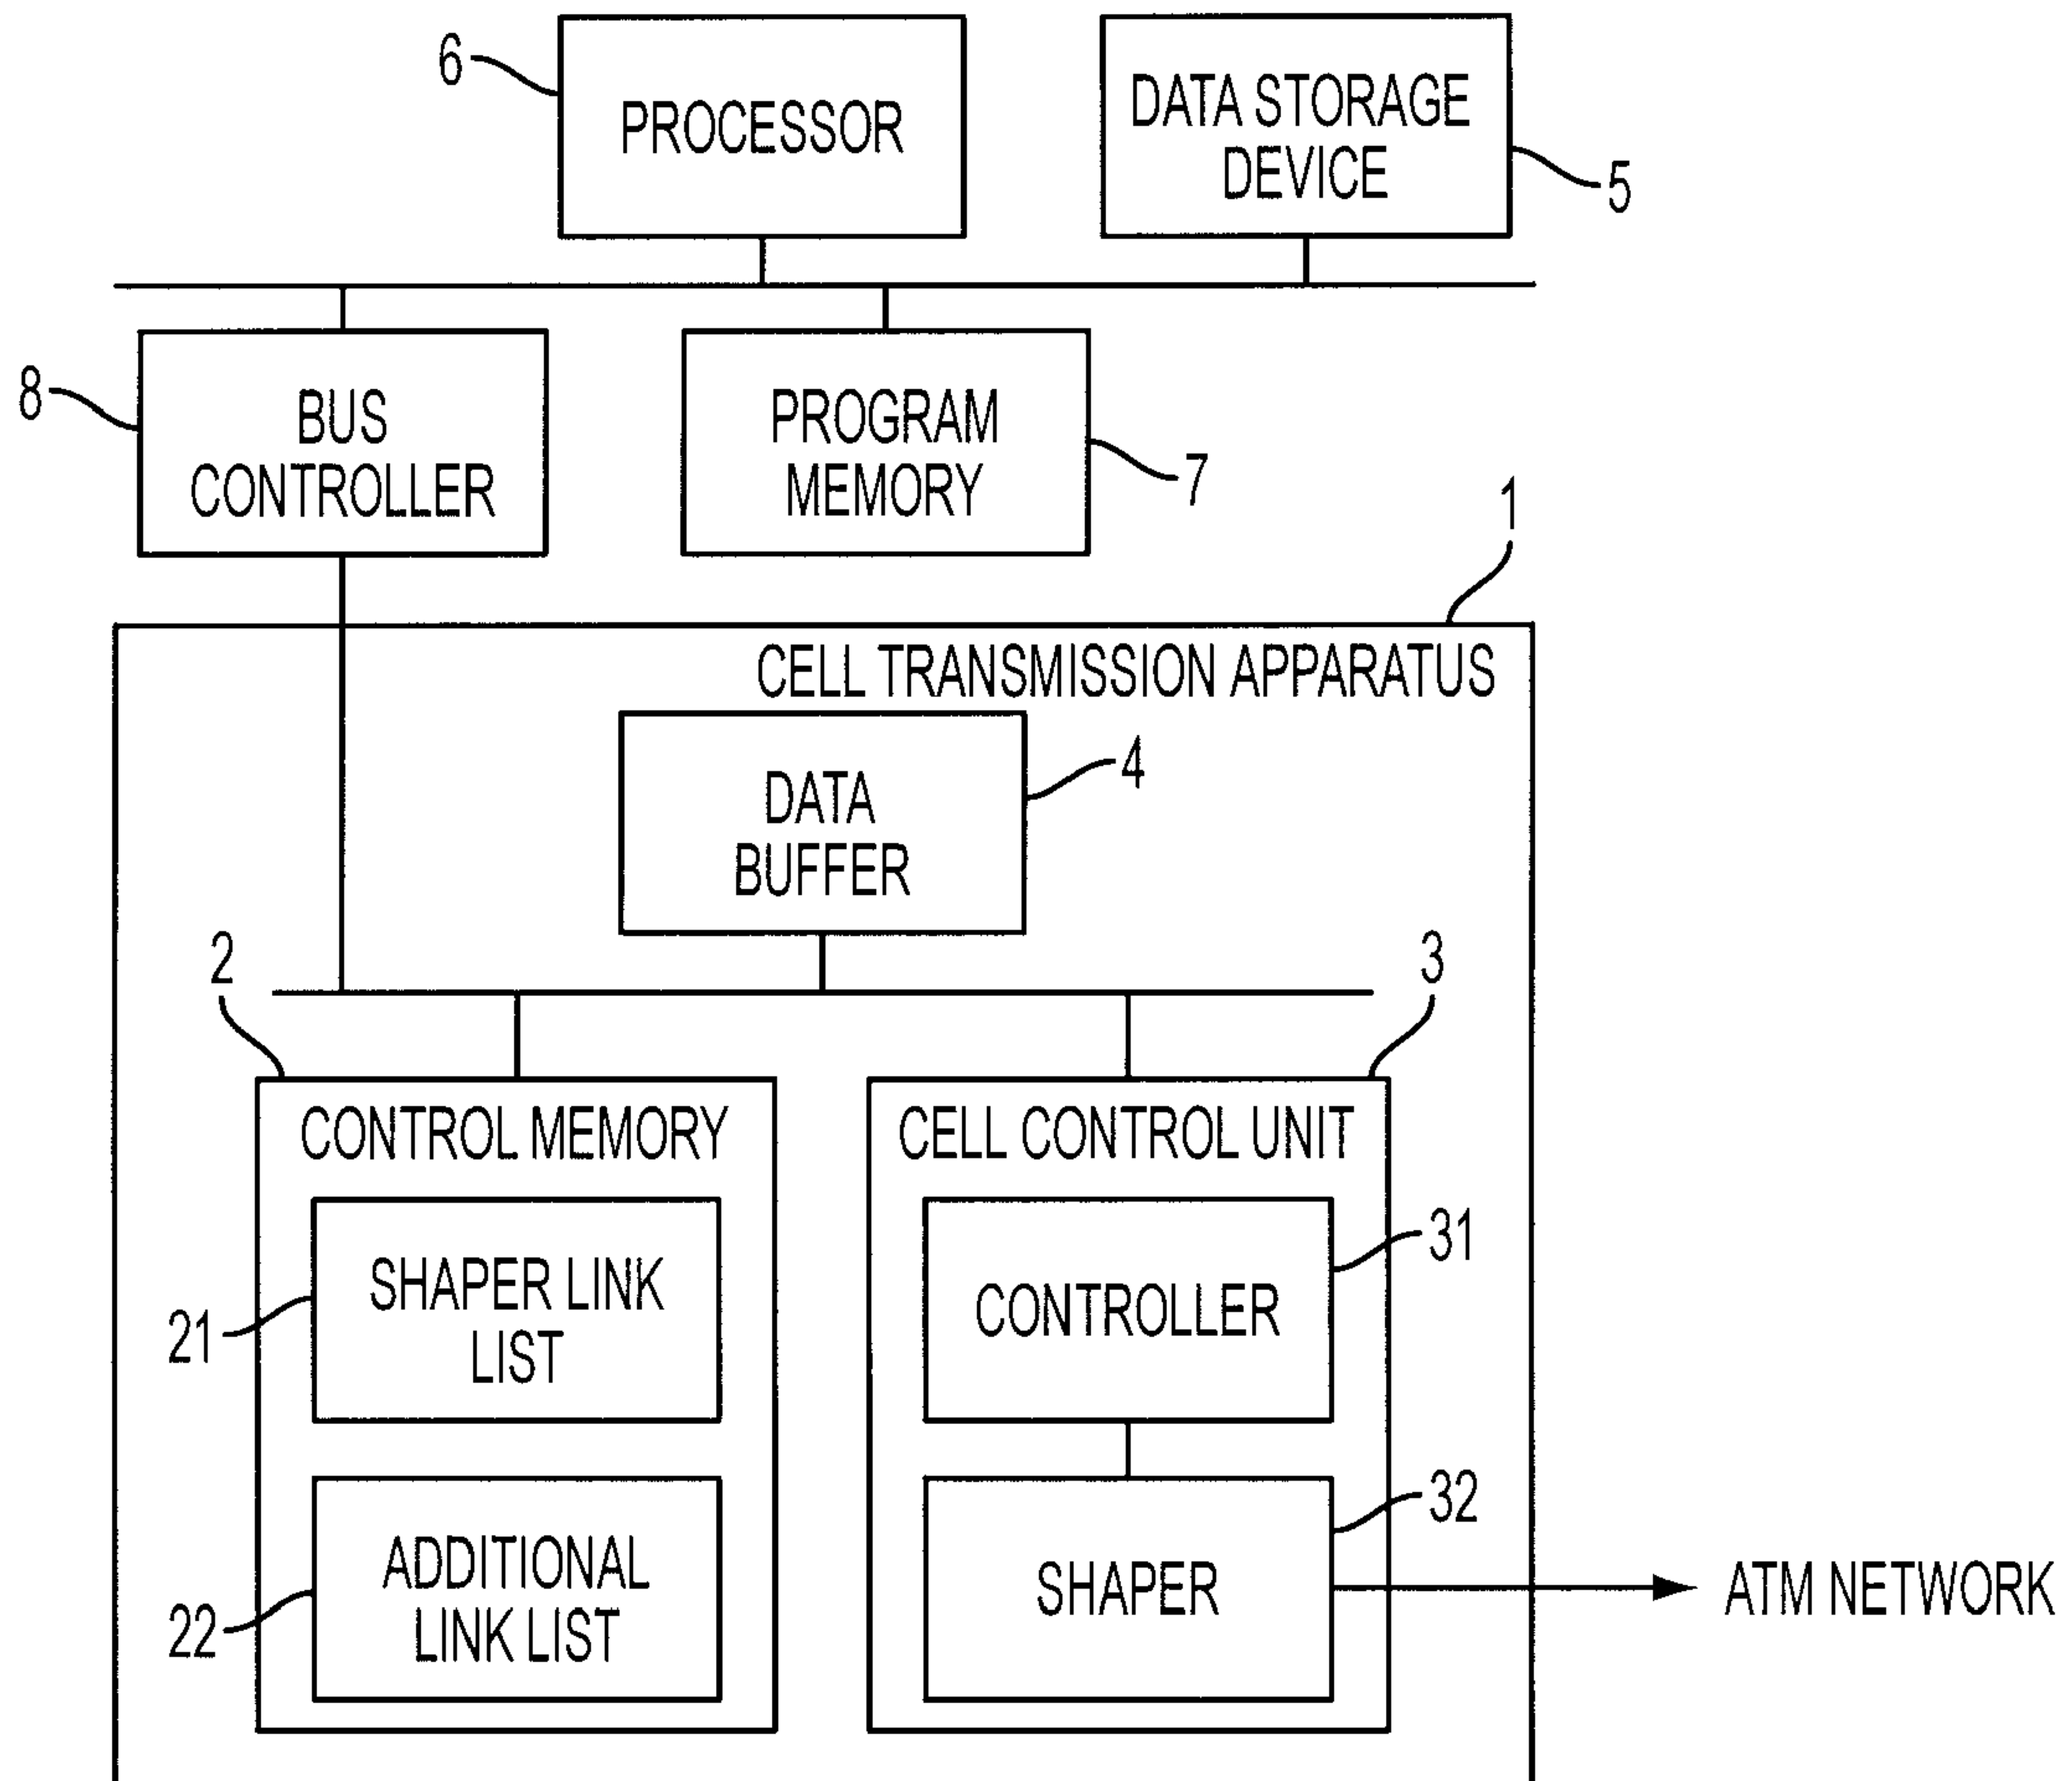 6
PROCESSOR
DATA STORAGE
DEVICE
5
8
BUS
CONTROLLER
PROGRAM
MEMORY
7
1
CELL TRANSMISSION APPARATUS
DATA
BUFFER
4
2
3
CONTROL MEMORY
CELL CONTROL UNIT
SHAPER LINK
LIST
21
CONTROLLER
31
ADDITIONAL
LINK LIST
22
SHAPER
32
ATM NETWORK